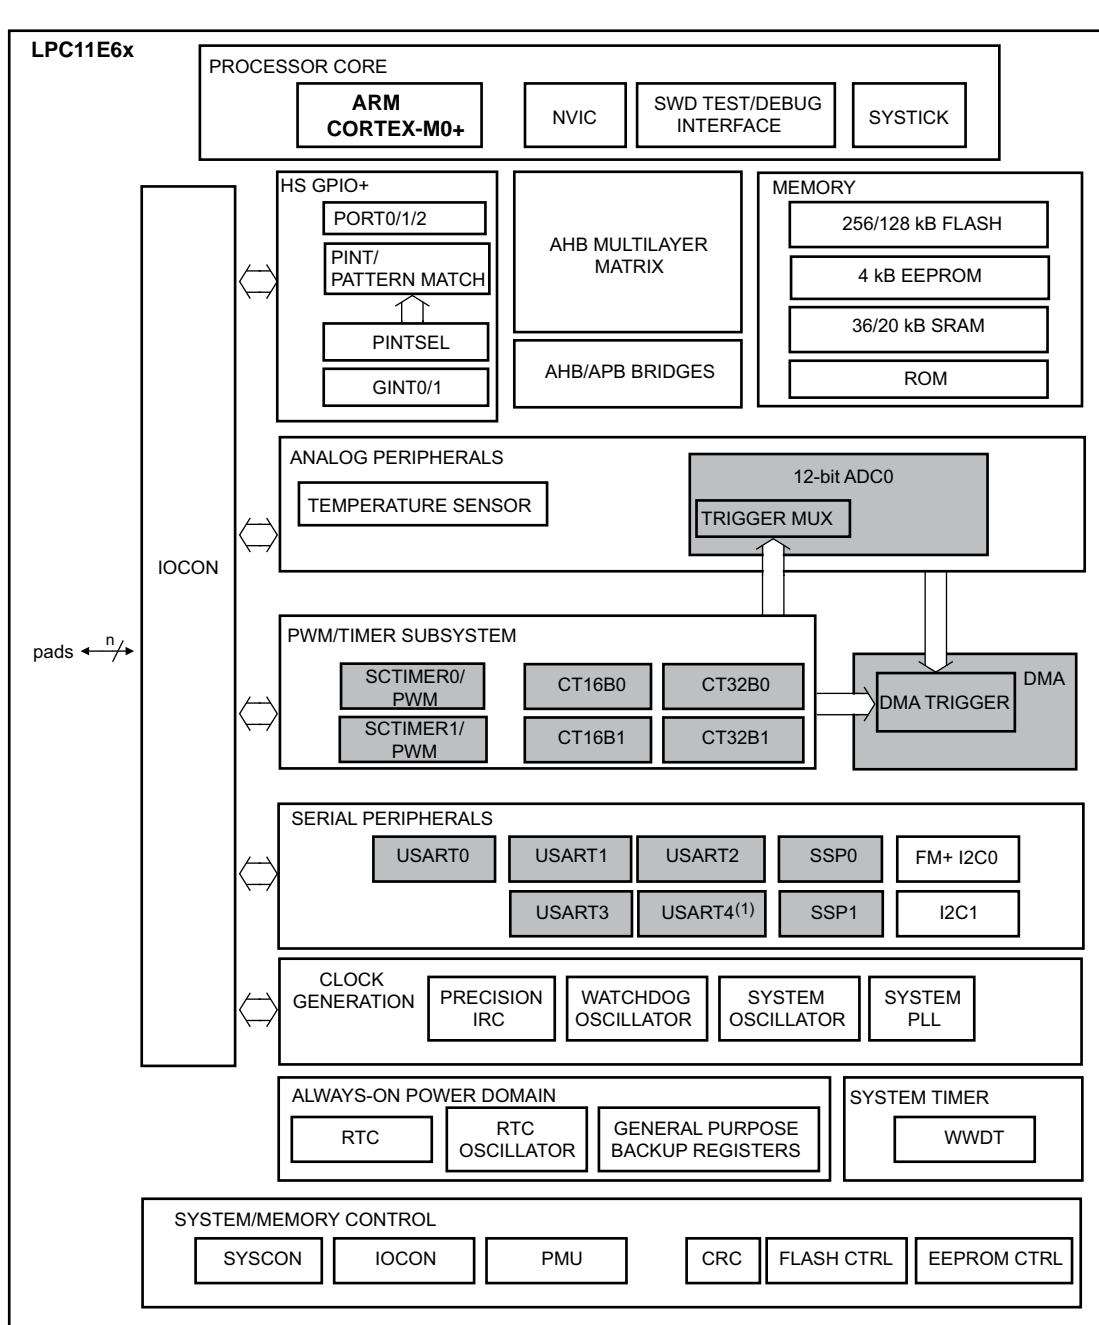 LPC11E6x
PROCESSOR CORE
ARM
CORTEX-M0+
NVIC
SWD TEST/DEBUG
INTERFACE
SYSTICK
HS GPIO+
PORT0/1/2
PINT/
PATTERN MATCH
PINTSEL
GINT0/1
AHB MULTILAYER
MATRIX
AHB/APB BRIDGES
MEMORY
256/128 kB FLASH
4 kB EEPROM
36/20 kB SRAM
ROM
IOCON
pads
n
ANALOG PERIPHERALS
TEMPERATURE SENSOR
12-bit ADC0
TRIGGER MUX
PWM/TIMER SUBSYSTEM
SCTIMER0/
PWM
CT16B0
CT32B0
SCTIMER1/
PWM
CT16B1
CT32B1
DMA
DMA TRIGGER
SERIAL PERIPHERALS
USART0
USART1
USART2
SSP0
FM+ I2C0
USART3
USART4(1)
SSP1
I2C1
CLOCK
GENERATION
PRECISION
IRC
WATCHDOG
OSCILLATOR
SYSTEM
OSCILLATOR
SYSTEM
PLL
ALWAYS-ON POWER DOMAIN
RTC
RTC
OSCILLATOR
GENERAL PURPOSE
BACKUP REGISTERS
SYSTEM TIMER
WWDT
SYSTEM/MEMORY CONTROL
SYSCON
IOCON
PMU
CRC
FLASH CTRL
EEPROM CTRL